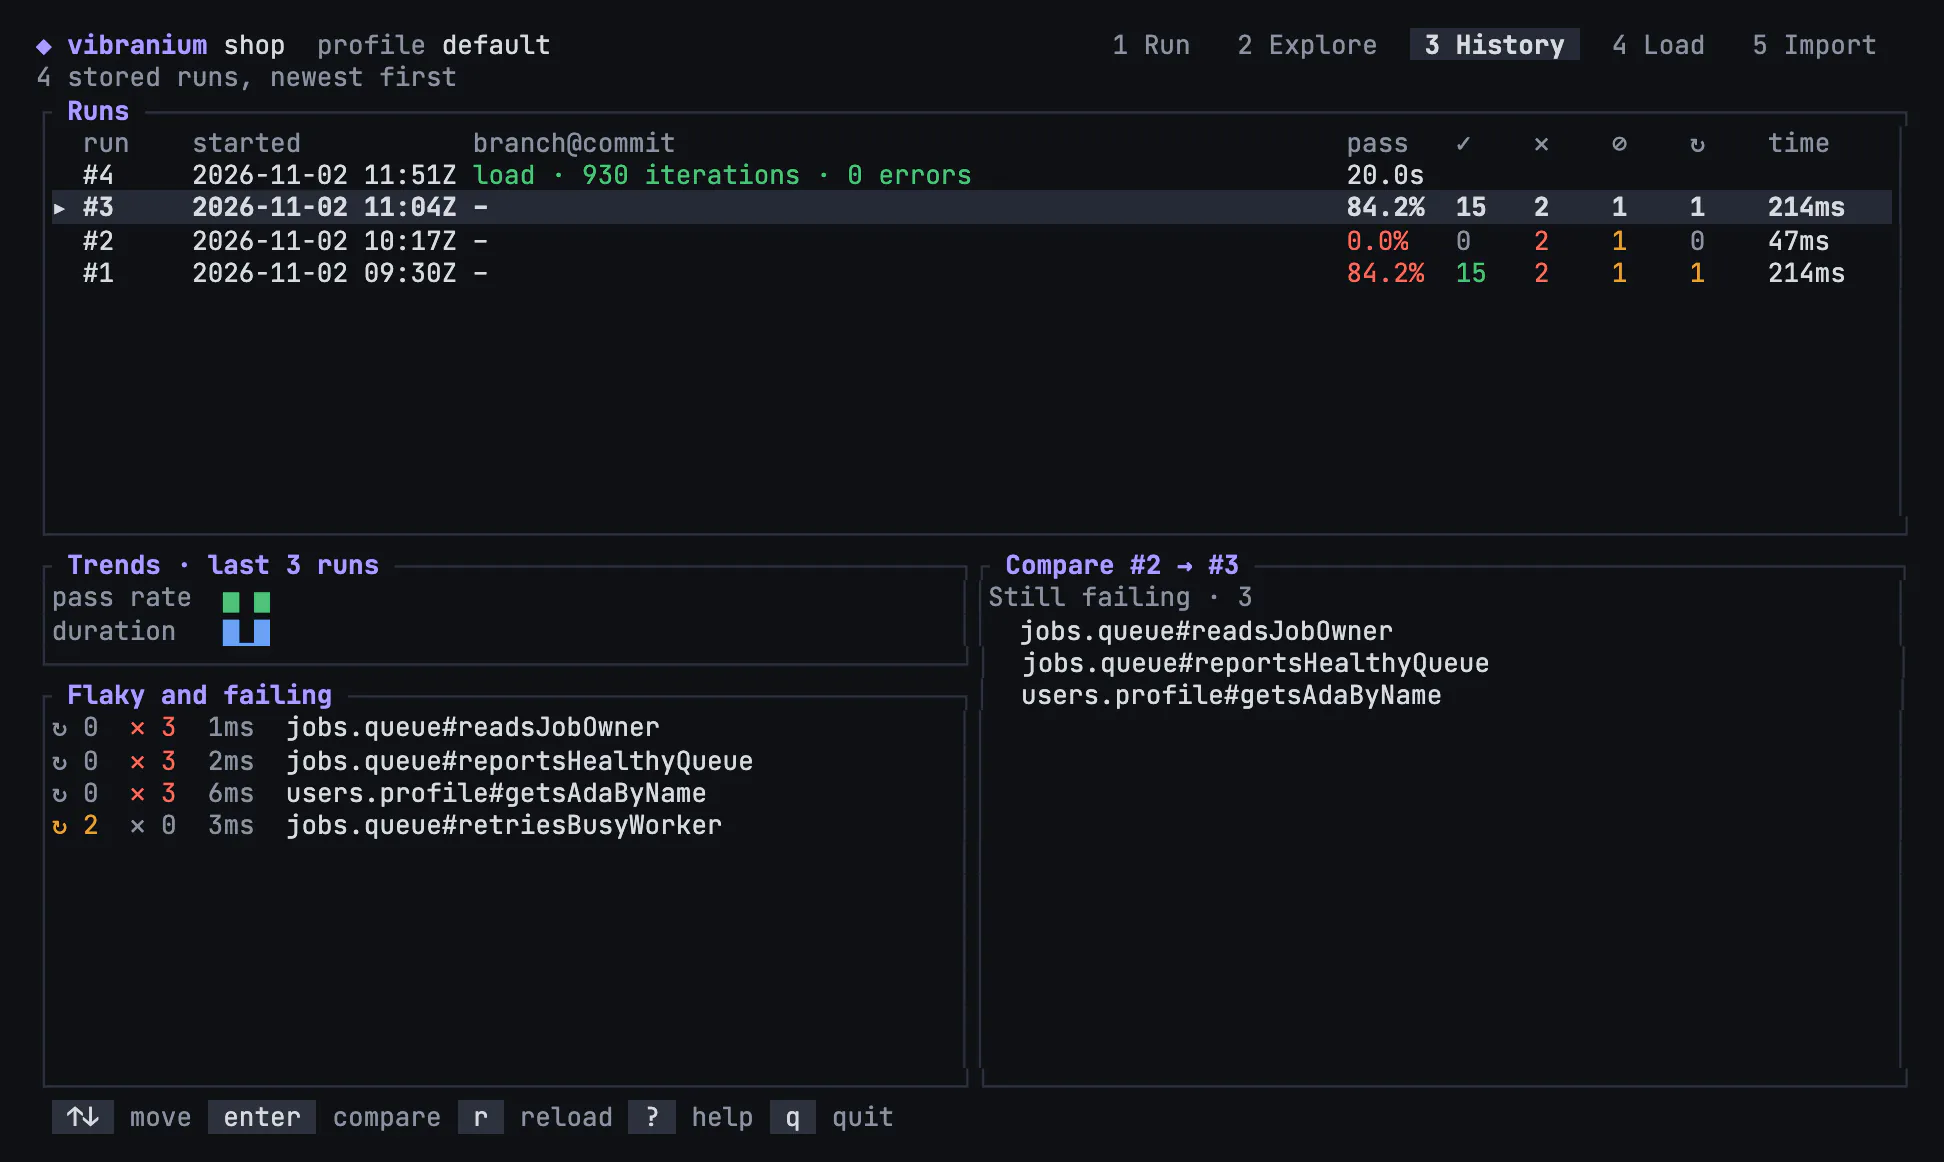 ◆ vibranium shop  profile default  1 Run  2 Explore  3 History  4 Load  5 Import
4 stored runs, newest first
Runs
run  started  branch@commit  pass  ✓  ×  ⊘  ↻  time
#4  2026-11-02 11:51Z  load · 930 iterations · 0 errors  20.0s
▶ #3  2026-11-02 11:04Z  –  84.2%  15  2  1  1  214ms
#2  2026-11-02 10:17Z  –  0.0%  0  2  1  0  47ms
#1  2026-11-02 09:30Z  –  84.2%  15  2  1  1  214ms
Trends · last 3 runs
pass rate
duration
Flaky and failing
↻ 0  × 3  1ms  jobs.queue#readsJobOwner
↻ 0  × 3  2ms  jobs.queue#reportsHealthyQueue
↻ 0  × 3  6ms  users.profile#getsAdaByName
↻ 2  × 0  3ms  jobs.queue#retriesBusyWorker
Compare #2 → #3
Still failing · 3
jobs.queue#readsJobOwner
jobs.queue#reportsHealthyQueue
users.profile#getsAdaByName
↑↓ move  enter compare  r reload  ? help  q quit